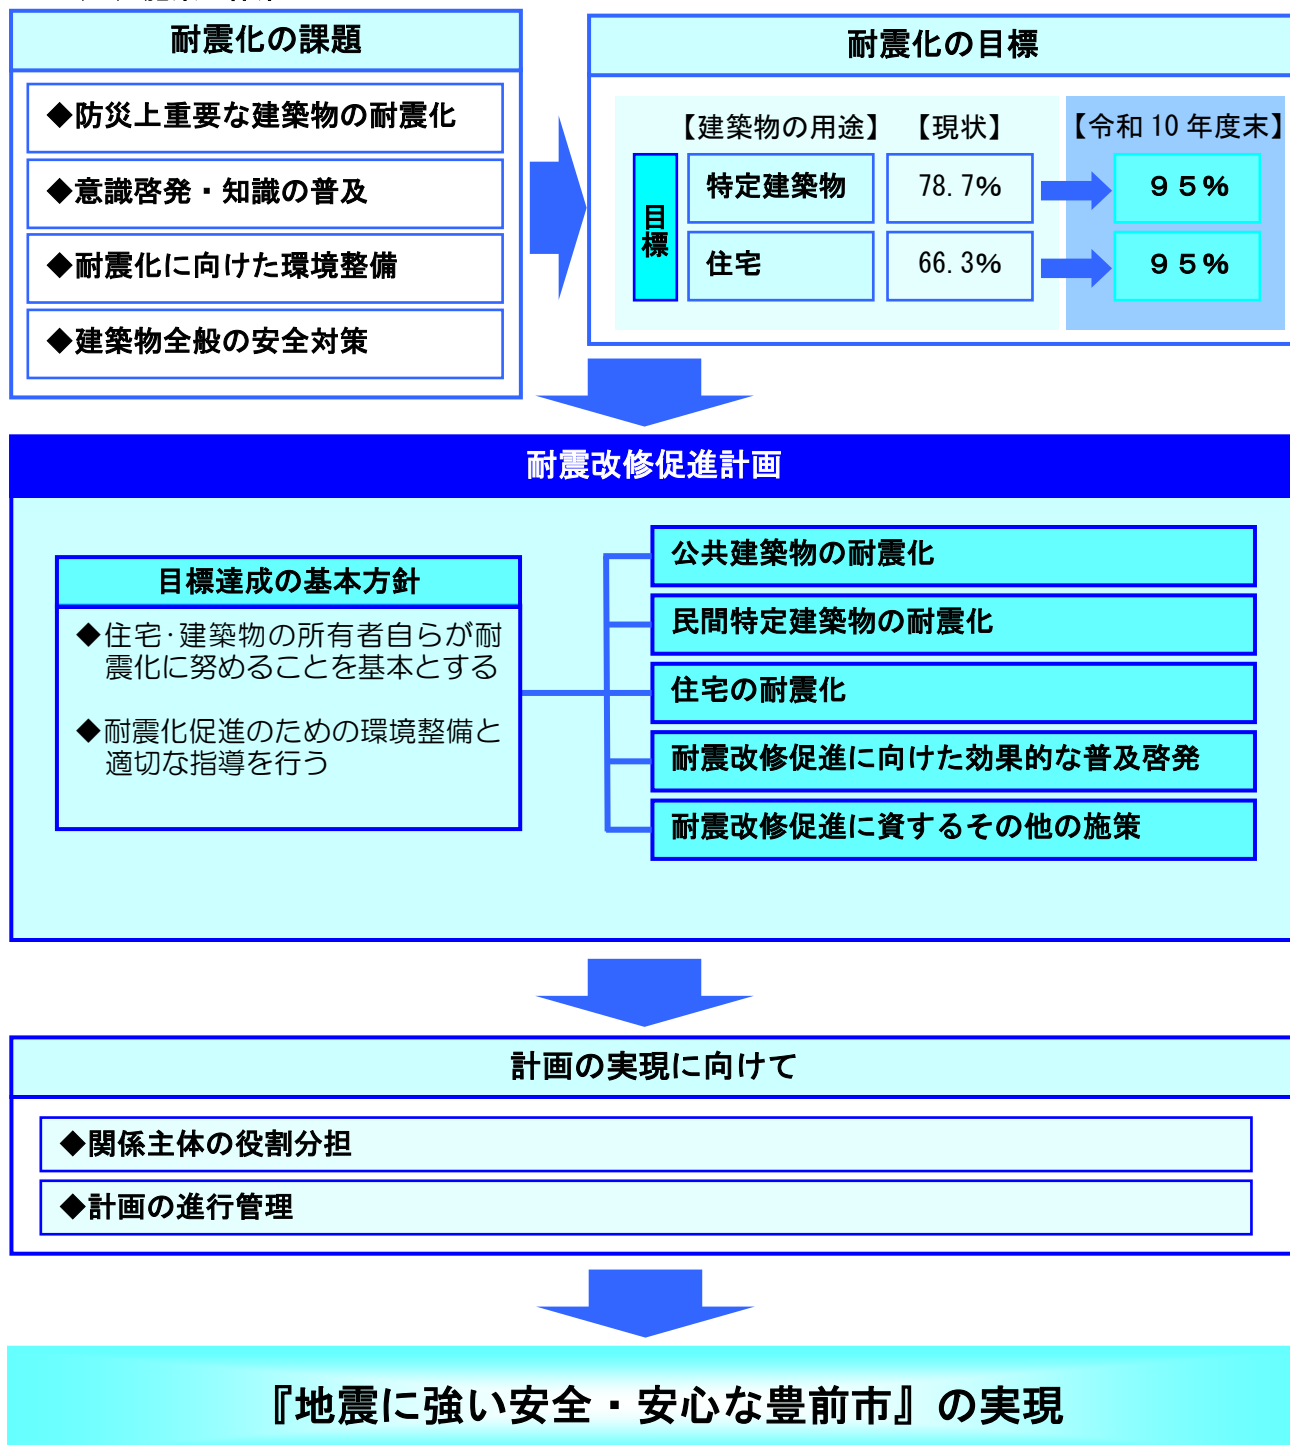 耐震化の課題
◆防災上重要な建築物の耐震化
◆意識啓発・知識の普及
◆耐震化に向けた環境整備
◆建築物全般の安全対策
耐震化の目標
【建築物の用途】 【現状】 【令和10年度末】
目標
特定建築物 78.7% 95%
住宅 66.3% 95%
耐震改修促進計画
目標達成の基本方針
◆住宅・建築物の所有者自らが耐
震化に努めることを基本とする
◆耐震化促進のための環境整備と
適切な指導を行う
公共建築物の耐震化
民間特定建築物の耐震化
住宅の耐震化
耐震改修促進に向けた効果的な普及啓発
耐震改修促進に資するその他の施策
計画の実現に向けて
◆関係主体の役割分担
◆計画の進行管理
『地震に強い安全・安心な豊前市』の実現